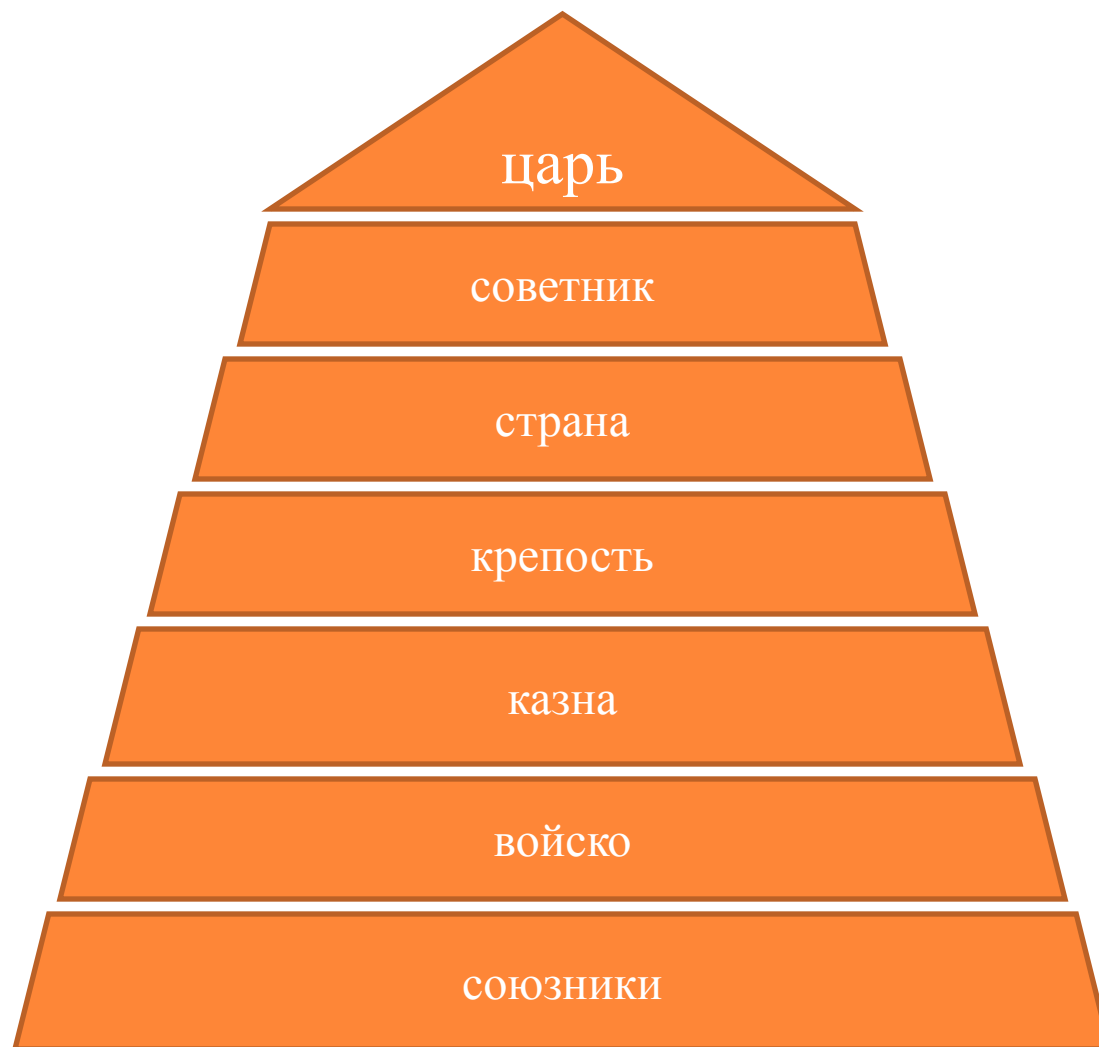 царь
советник
страна
крепость
казна
войско
союзники